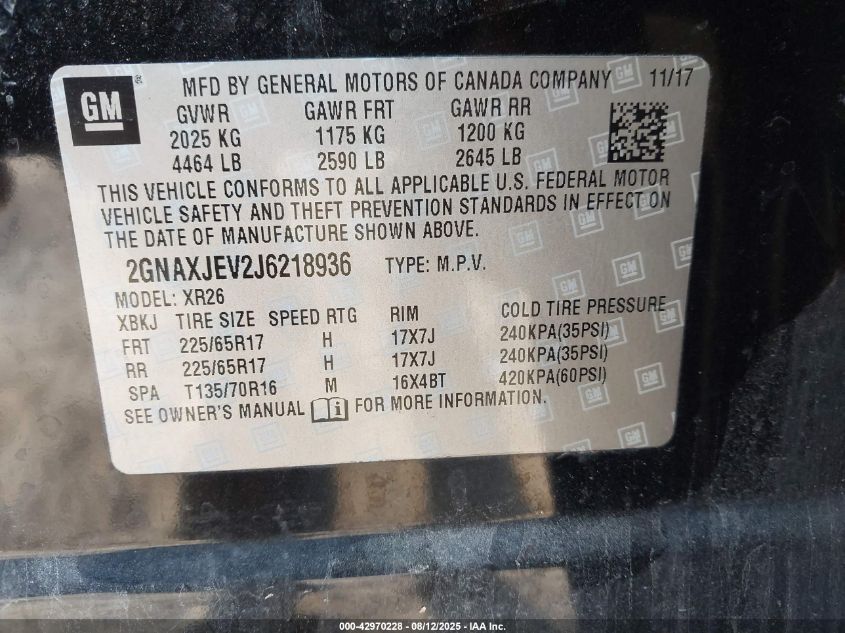 GM ® MFD BY GENERAL MOTORS OF CANADA COMPANY 11/17
GVWR GAWR FRT GAWR RR
2025 KG 1175 KG 1200 KG
4464 LB 2590 LB 2645 LB
THIS VEHICLE CONFORMS TO ALL APPLICABLE U.S. FEDERAL MOTOR
VEHICLE SAFETY AND THEFT PREVENTION STANDARDS IN EFFECT ON
THE DATE OF MANUFACTURE SHOWN ABOVE.
2GNAXJEV2J6218936 TYPE: M.P.V.
MODEL: XR26
XBKJ TIRE SIZE SPEED RTG RIM COLD TIRE PRESSURE
FRT 225/65R17 H 17X7J 240KPA(35PSI)
RR 225/65R17 H 17X7J 240KPA(35PSI)
SPA T135/70R16 M 16X4BT 420KPA(60PSI)
SEE OWNER'S MANUAL FOR MORE INFORMATION.
000-42970228 - 08/12/2025 - IAA Inc.